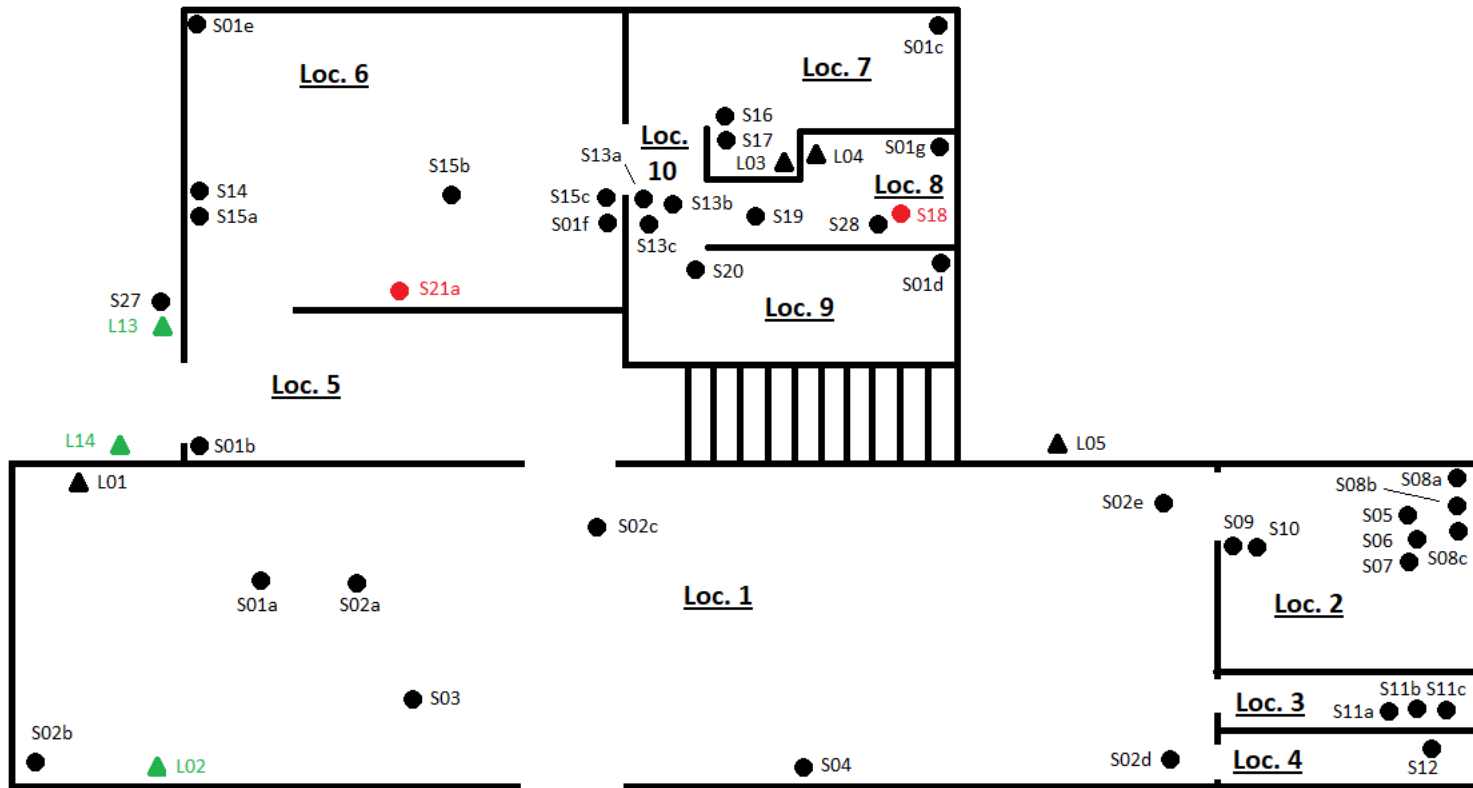 S01e
S01c
Loc. 6
Loc. 7
S16
Loc.
10
S17
S13a
L03
L04
S01g
S15b
S14
S15c
S13b
Loc. 8
S15a
S19
S18
S01f
S28
S13c
S20
S01d
S21a
S27
L13
Loc. 9
Loc. 5
L14
S01b
L05
L01
S08a
S08b
S02e
S05
S02c
S09
S10
S06
S08c
S07
S01a
S02a
Loc. 1
Loc. 2
S03
S11b
S11c
Loc. 3
S11a
S02b
L02
S04
S02d
Loc. 4
S12